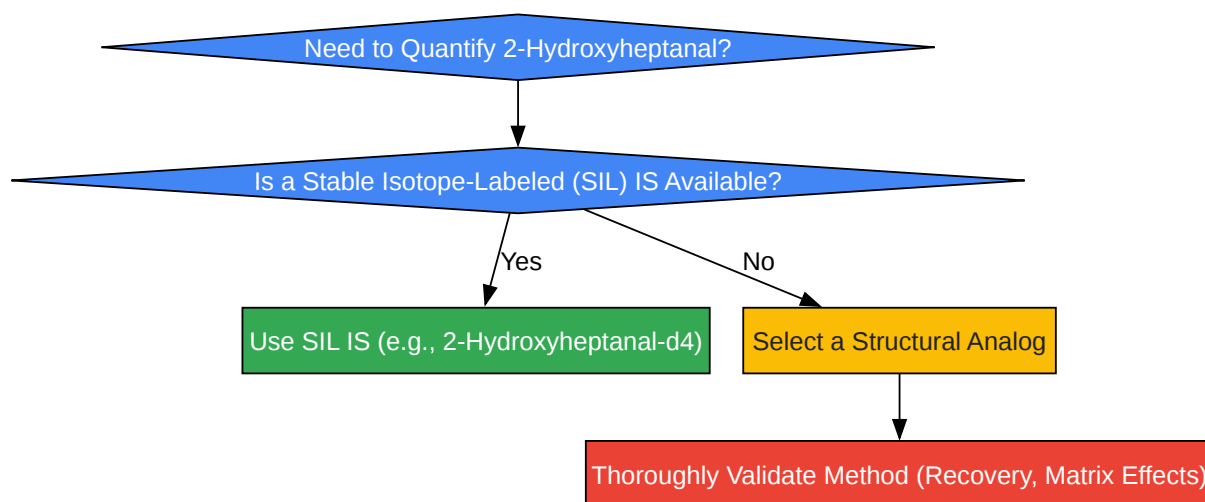 Need to Quantify 2-Hydroxyheptanal?
Is a Stable Isotope-Labeled (SIL) IS Available?
Yes
No
Use SIL IS (e.g., 2-Hydroxyheptanal-d4)
Select a Structural Analog
Thoroughly Validate Method (Recovery, Matrix Effects)